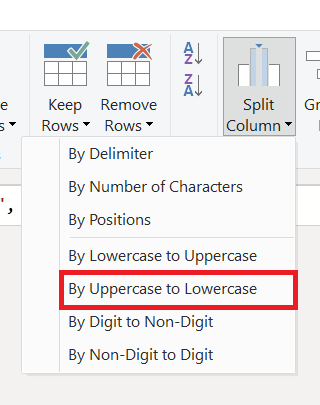 Keep
Rows
Remove
Rows
A
Z
Z
A
Split
Column
By Delimiter
By Number of Characters
By Positions
By Lowercase to Uppercase
By Uppercase to Lowercase
By Digit to Non-Digit
By Non-Digit to Digit